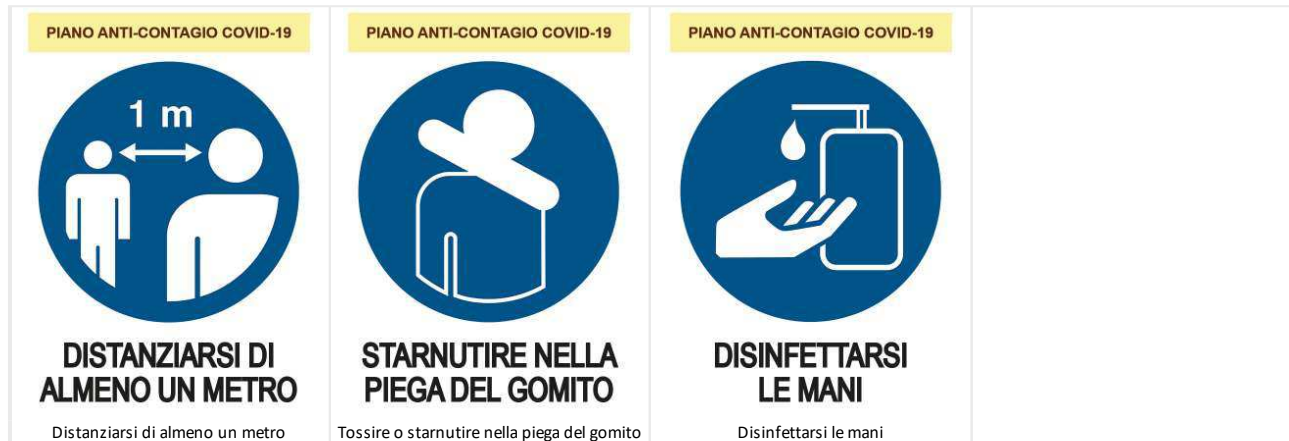 PIANO ANTI-CONTAGIO COVID-19
1 m
DISTANZIARSI DI
ALMENO UN METRO
Distanziarsi di almeno un metro
PIANO ANTI-CONTAGIO COVID-19
STARNUTIRE NELLA
PIEGA DEL GOMITO
Tossire o starnutire nella piega del gomito
PIANO ANTI-CONTAGIO COVID-19
DISINFETTARSI
LE MANI
Disinfettarsi le mani